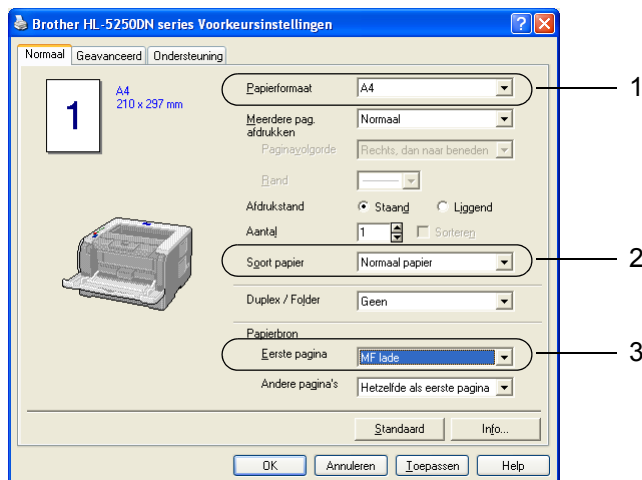 Brother HL-5250DN series Voorkeursinstellingen
Normaal Geavanceerd Ondersteuning
1
A4
210 x 297 mm
Papierformaat A4 1
Meerdere pag. afdrukken Normaal
Paginavolgorde Rechts, dan naar beneden
Rand
Afdrukstand Staand Liggend
Aantal 1 Sorteren
Soort papier Normaal papier 2
Duplex / Folder Geen
Papierbron
Eerste pagina MF lade 3
Andere pagina's Hetzelfde als eerste pagina
Standaard Info...
OK Annuleren Toepassen Help